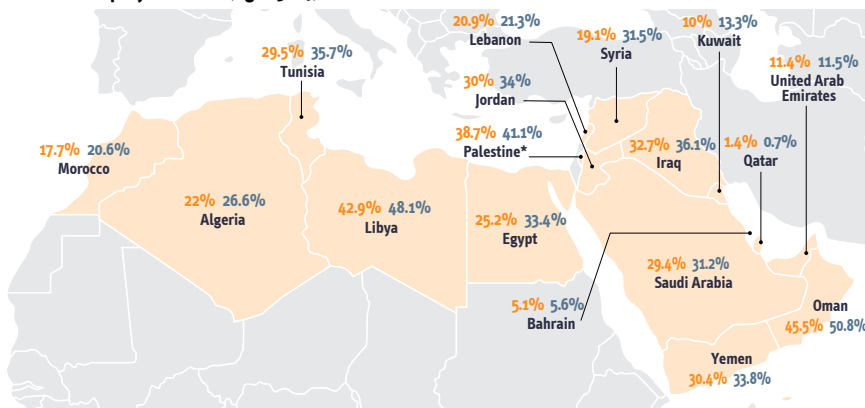 20.9% 21.3%
Lebanon
19.1% 31.5%
Syria
10% 13.3%
Kuwait
29.5% 35.7%
Tunisia
11.4% 11.5%
United Arab
Emirates
30% 34%
Jordan
38.7% 41.1%
Palestine*
32.7% 36.1%
Iraq
1.4% 0.7%
Qatar
17.7% 20.6%
Morocco
22% 26.6%
Algeria
42.9% 48.1%
Libya
25.2% 33.4%
Egypt
29.4% 31.2%
Saudi Arabia
5.1% 5.6%
Bahrain
Oman
45.5% 50.8%
Yemen
30.4% 33.8%